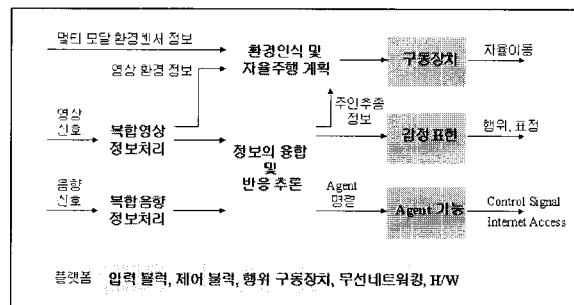 멀티 모달 환경센서 정보
영상 환경 정보
환경인식 및
자율주행 계획
구동장치
자율이동
주인추종
정보
영상
신호
복합영상
정보처리
정보의 융합
및
반응 추론
감정표현
행위, 표정
음향
신호
복합음향
정보처리
Agent
명령
Agent 기능
Control Signal
Internet Access
플랫폼
입력 블럭, 제어 블럭, 행위 구동장치, 무선네트워킹, H/W